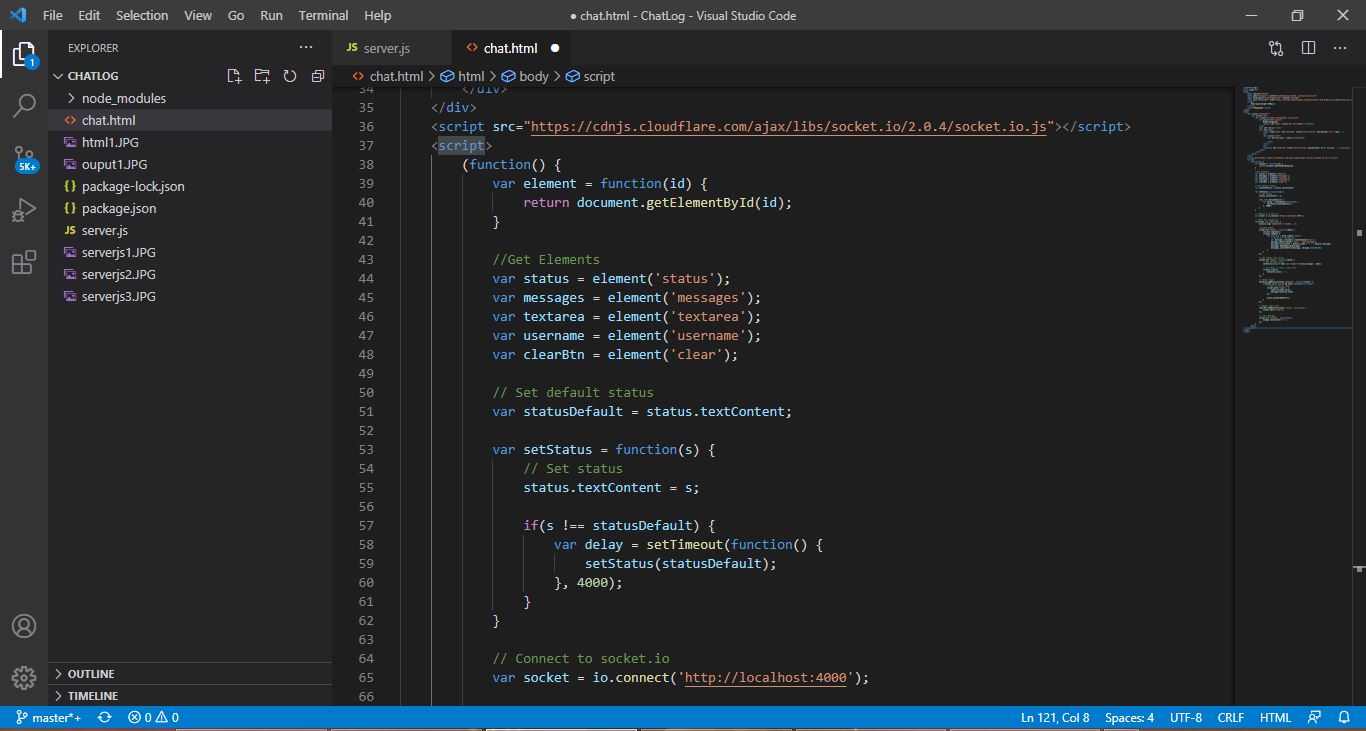 File Edit Selection View Go Run Terminal Help
● chat.html - ChatLog - Visual Studio Code
EXPLORER
CHATLOG
node_modules
chat.html
html1.JPG
ouput1.JPG
package-lock.json
package.json
server.js
serverjs1.JPG
serverjs2.JPG
serverjs3.JPG
OUTLINE
TIMELINE
1
5K+
JS server.js
<> chat.html ●
<> chat.html > html > body > script
34 </div>
35 </div>
36 <script src="https://cdnjs.cloudflare.com/ajax/libs/socket.io/2.0.4/socket.io.js"></script>
37 <script>
38 (function() {
39 var element = function(id) {
40 return document.getElementById(id);
41 }
42
43 //Get Elements
44 var status = element('status');
45 var messages = element('messages');
46 var textarea = element('textarea');
47 var username = element('username');
48 var clearBtn = element('clear');
49
50 // Set default status
51 var statusDefault = status.textContent;
52
53 var setStatus = function(s) {
54 // Set status
55 status.textContent = s;
56
57 if(s !== statusDefault) {
58 var delay = setTimeout(function() {
59 setStatus(statusDefault);
60 }, 4000);
61 }
62 }
63
64 // Connect to socket.io
65 var socket = io.connect('http://localhost:4000');
66
master*+ 0 0 Ln 121, Col 8 Spaces: 4 UTF-8 CRLF HTML